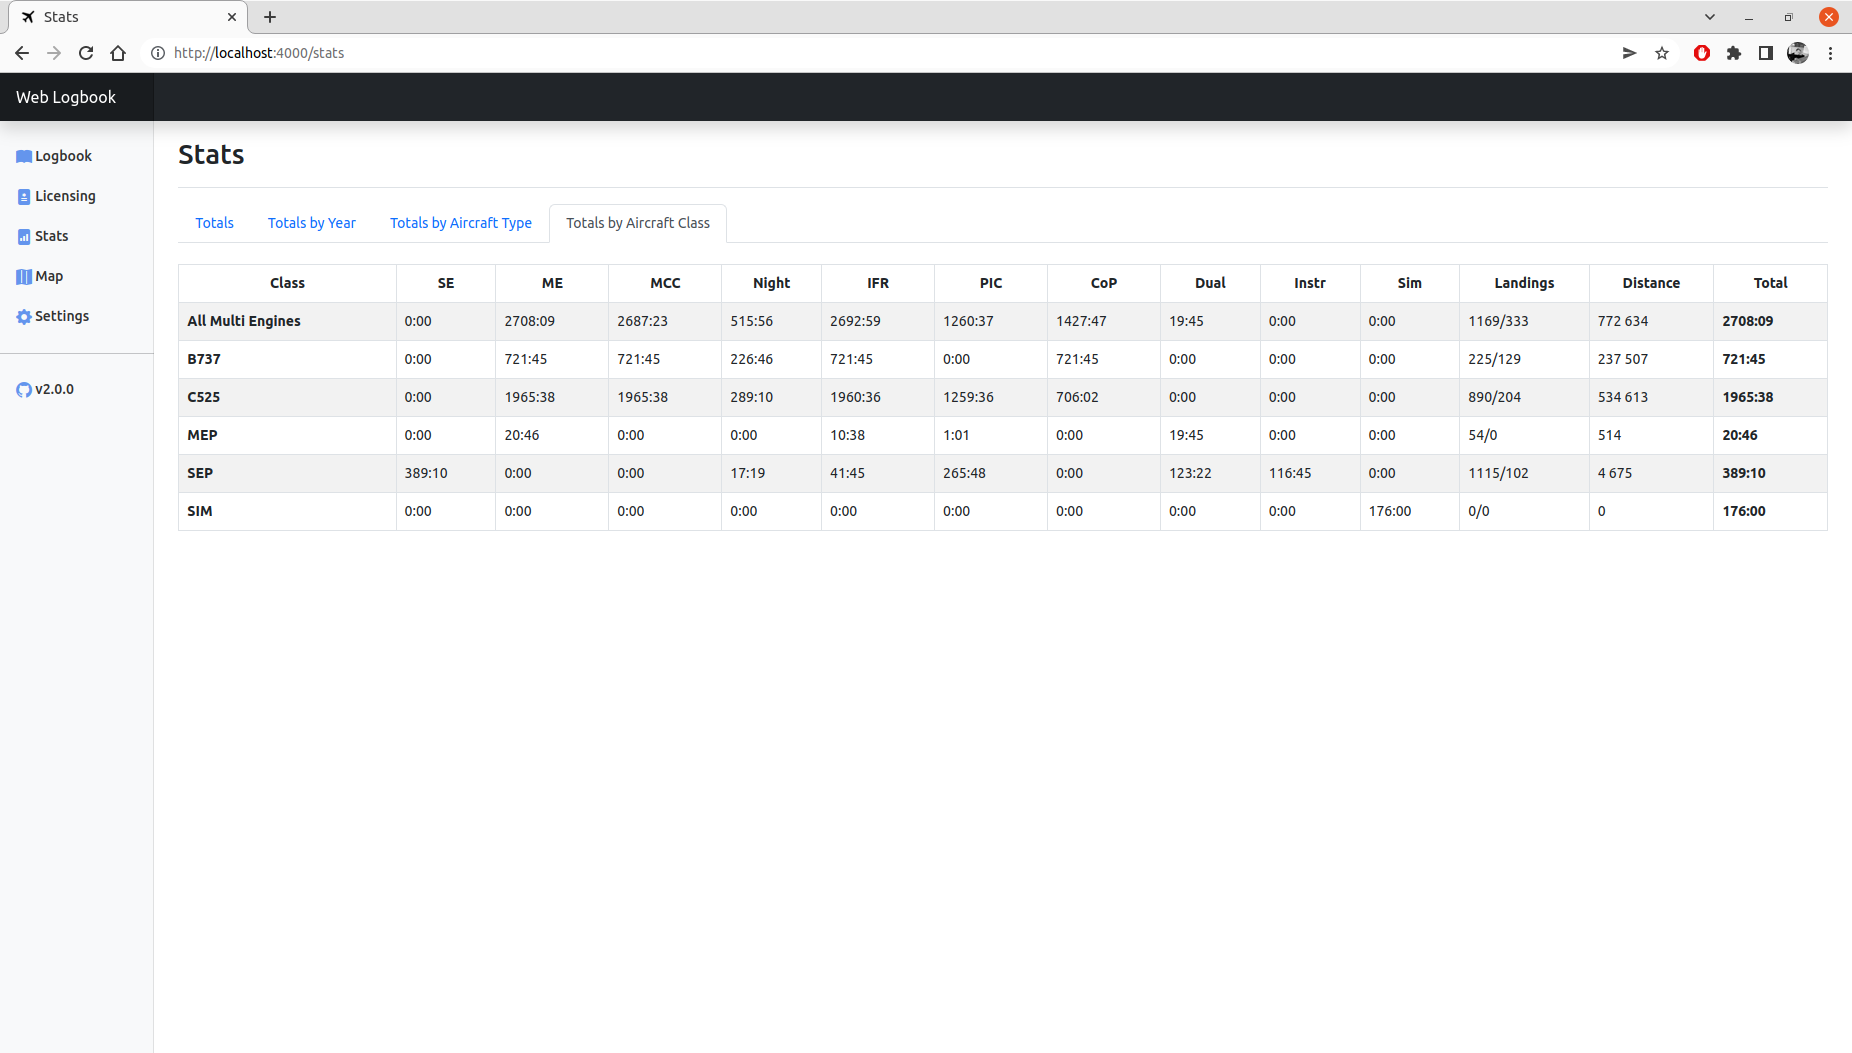 Stats
http://localhost:4000/stats
Web Logbook
Logbook
Licensing
Stats
Map
Settings
v2.0.0
Stats
Totals Totals by Year Totals by Aircraft Type Totals by Aircraft Class
Class SE ME MCC Night IFR PIC CoP Dual Instr Sim Landings Distance Total
All Multi Engines 0:00 2708:09 2687:23 515:56 2692:59 1260:37 1427:47 19:45 0:00 0:00 1169/333 772 634 2708:09
B737 0:00 721:45 721:45 226:46 721:45 0:00 721:45 0:00 0:00 0:00 225/129 237 507 721:45
C525 0:00 1965:38 1965:38 289:10 1960:36 1259:36 706:02 0:00 0:00 0:00 890/204 534 613 1965:38
MEP 0:00 20:46 0:00 0:00 10:38 1:01 0:00 19:45 0:00 0:00 54/0 514 20:46
SEP 389:10 0:00 0:00 17:19 41:45 265:48 0:00 123:22 116:45 0:00 1115/102 4 675 389:10
SIM 0:00 0:00 0:00 0:00 0:00 0:00 0:00 0:00 0:00 176:00 0/0 0 176:00